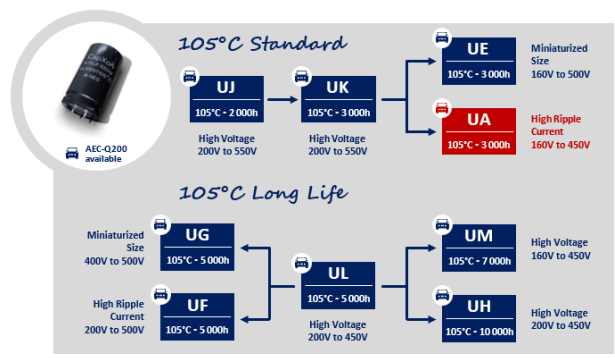 105°C Standard
CapXon
AEC-Q200
available
UJ
105°C - 2 000h
High Voltage
200V to 550V
UK
105°C - 3 000h
High Voltage
200V to 550V
UE
105°C - 3 000h
Miniaturized
Size
160V to 500V
UA
105°C - 3 000h
High Ripple
Current
160V to 450V
105°C Long Life
Miniaturized
Size
400V to 500V
UG
105°C - 5 000h
High Ripple
Current
200V to 500V
UF
105°C - 5 000h
UL
105°C - 5 000h
High Voltage
200V to 450V
UM
105°C - 7 000h
High Voltage
160V to 450V
UH
105°C - 10 000h
High Voltage
200V to 450V